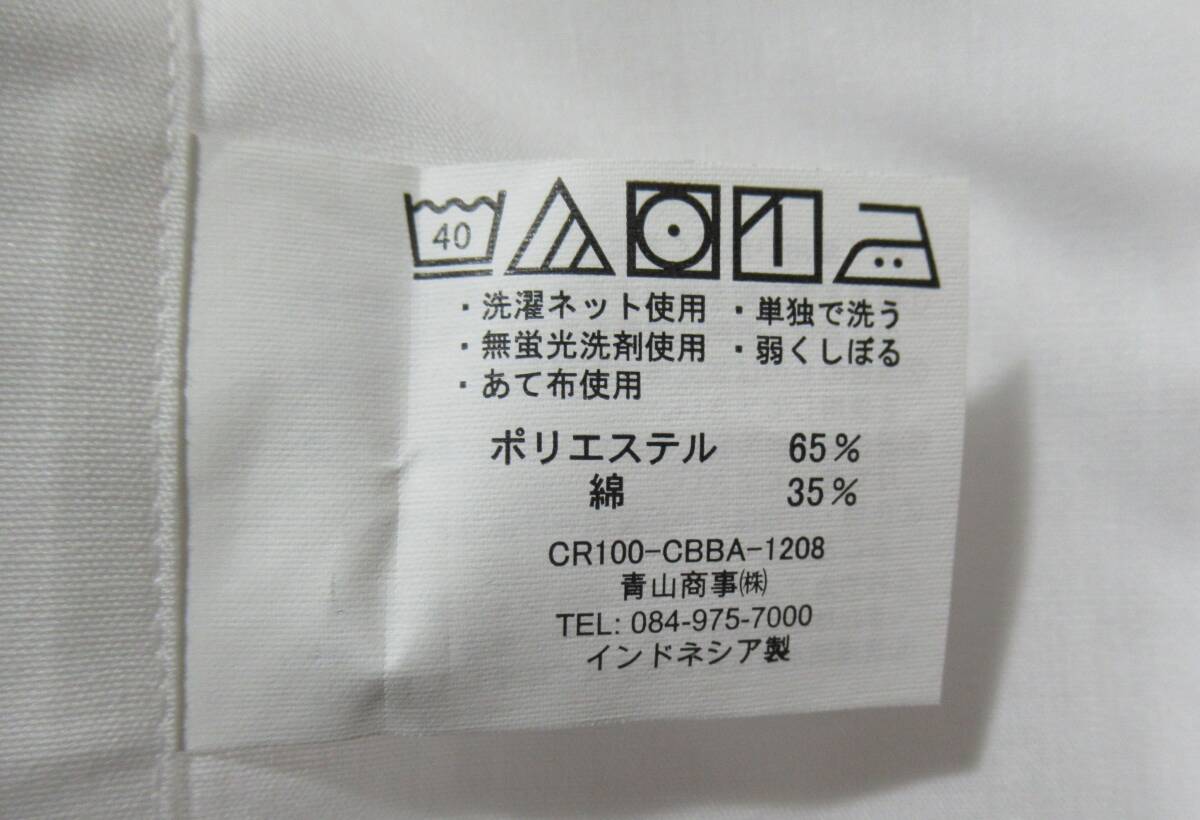 40
・洗濯ネット使用 ・単独で洗う
・無蛍光洗剤使用 ・弱くしぼる
・あて布使用
ポリエステル 65%
綿 35%
CR100-CBBA-1208
青山商事㈱
TEL: 084-975-7000
インドネシア製